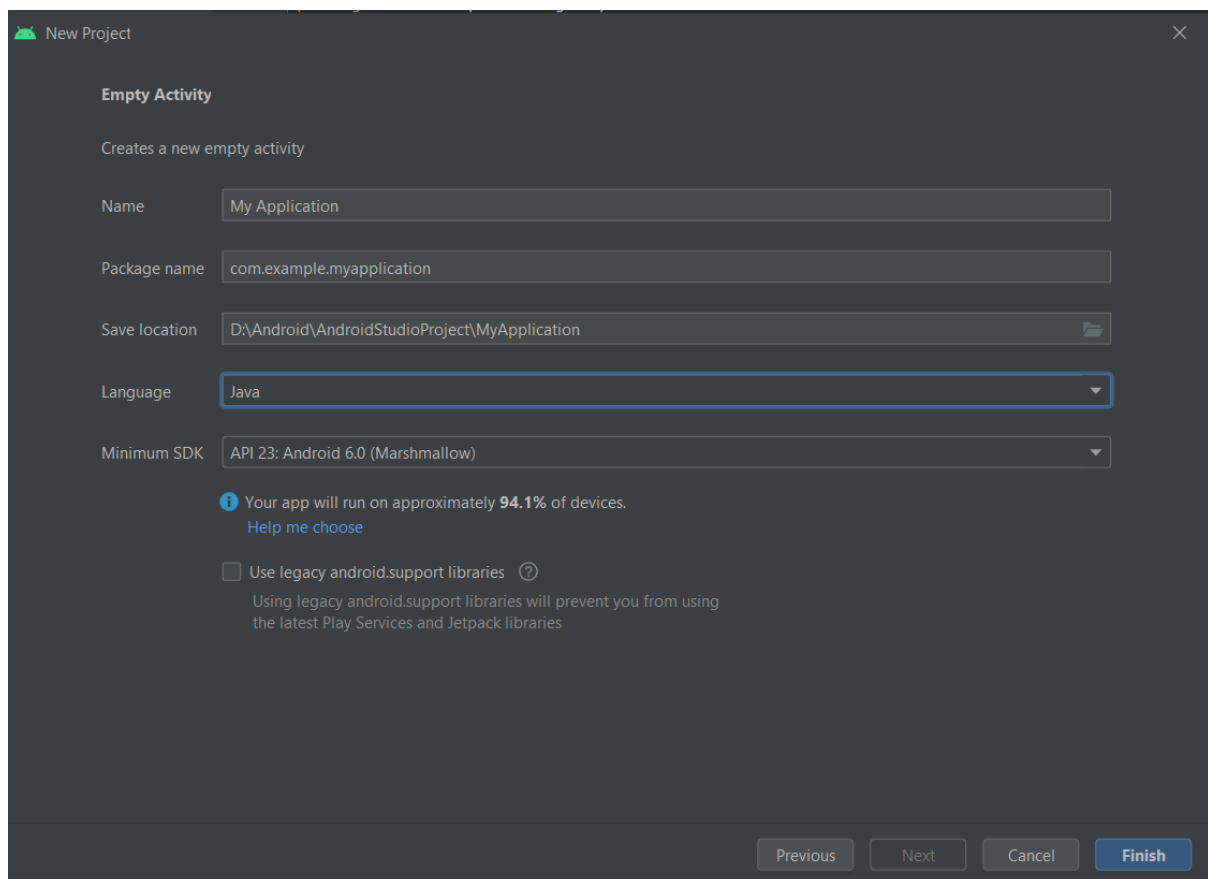 New Project
Empty Activity
Creates a new empty activity
Name My Application
Package name com.example.myapplication
Save location D:\Android\AndroidStudioProject\MyApplication
Language Java
Minimum SDK API 23: Android 6.0 (Marshmallow)
Your app will run on approximately 94.1% of devices.
Help me choose
Use legacy android.support libraries ?
Using legacy android.support libraries will prevent you from using
the latest Play Services and Jetpack libraries
Previous Next Cancel Finish